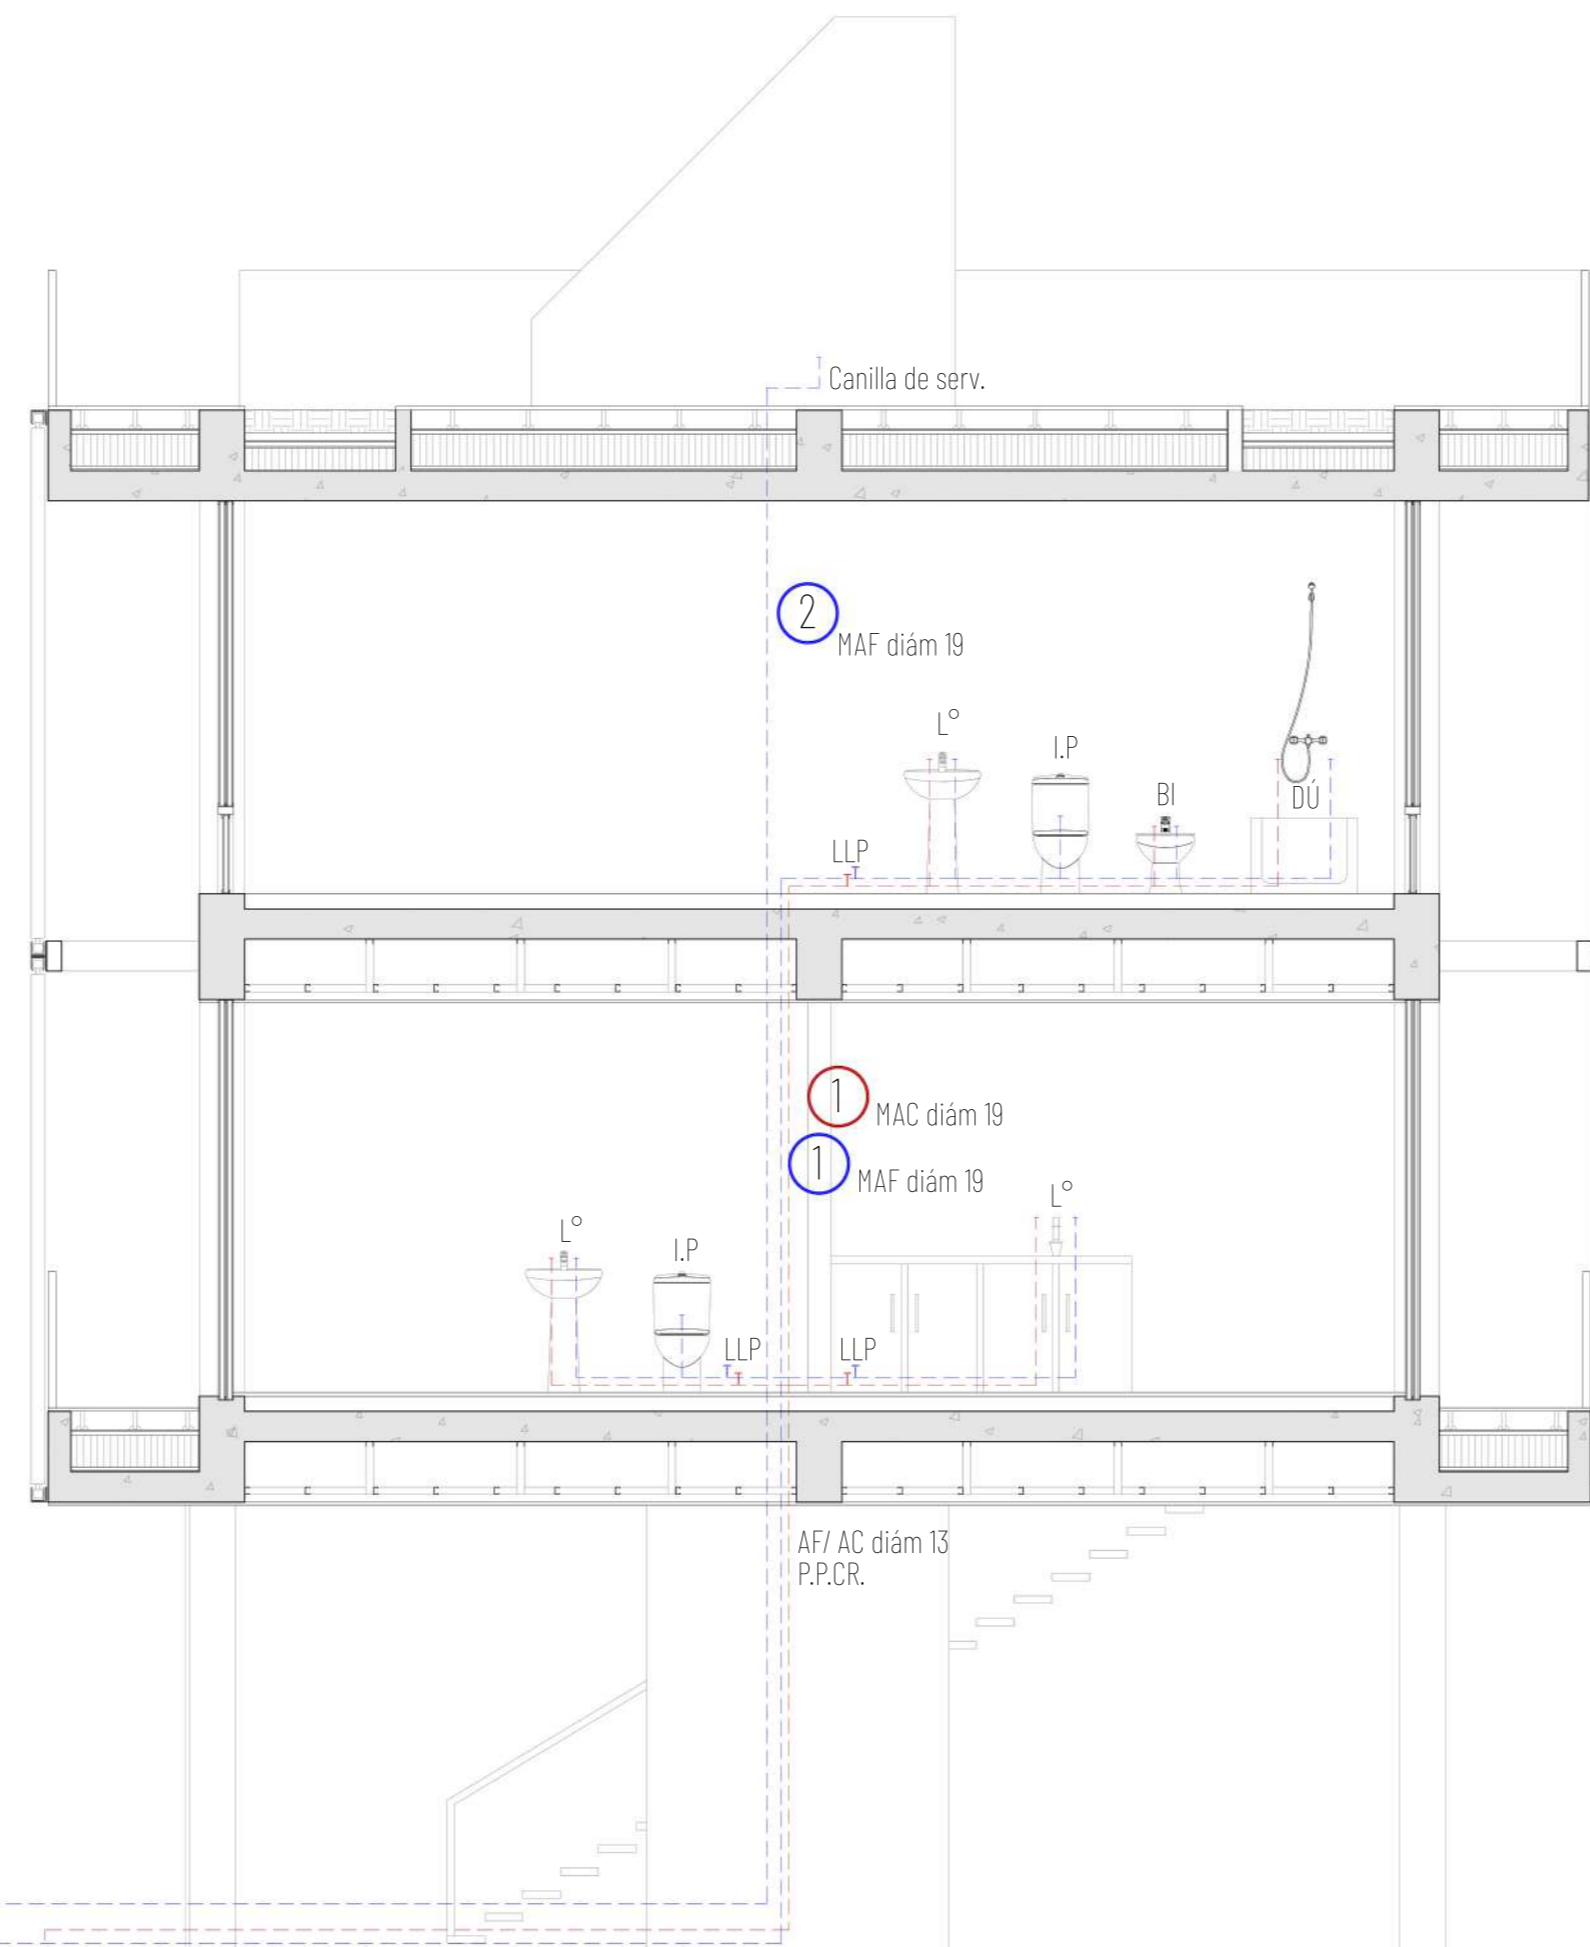 Canilla de serv.
2
MAF diám 19
L°
I.P
BI
DÚ
LLP
1
MAC diám 19
1
MAF diám 19
L°
L°
I.P
LLP
LLP
AF/ AC diám 13
P.P.CR.